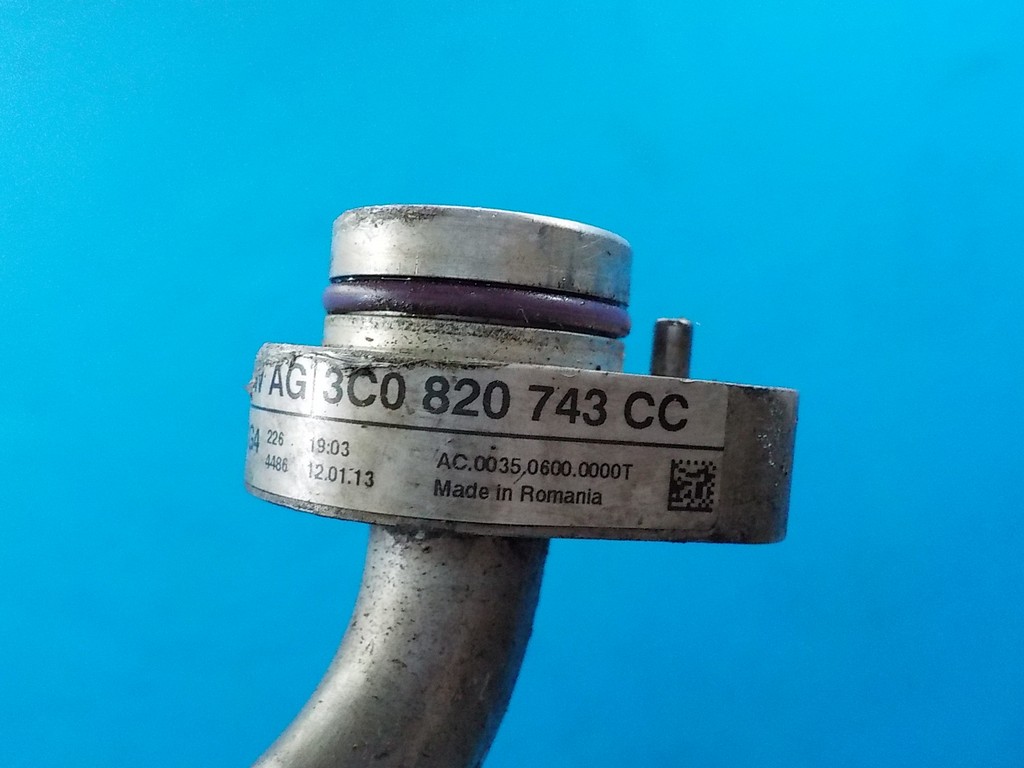 AG 3C0 820 743 CC
226 19:03
4486 12.01.13
AC.0035.0600.0000T
Made in Romania